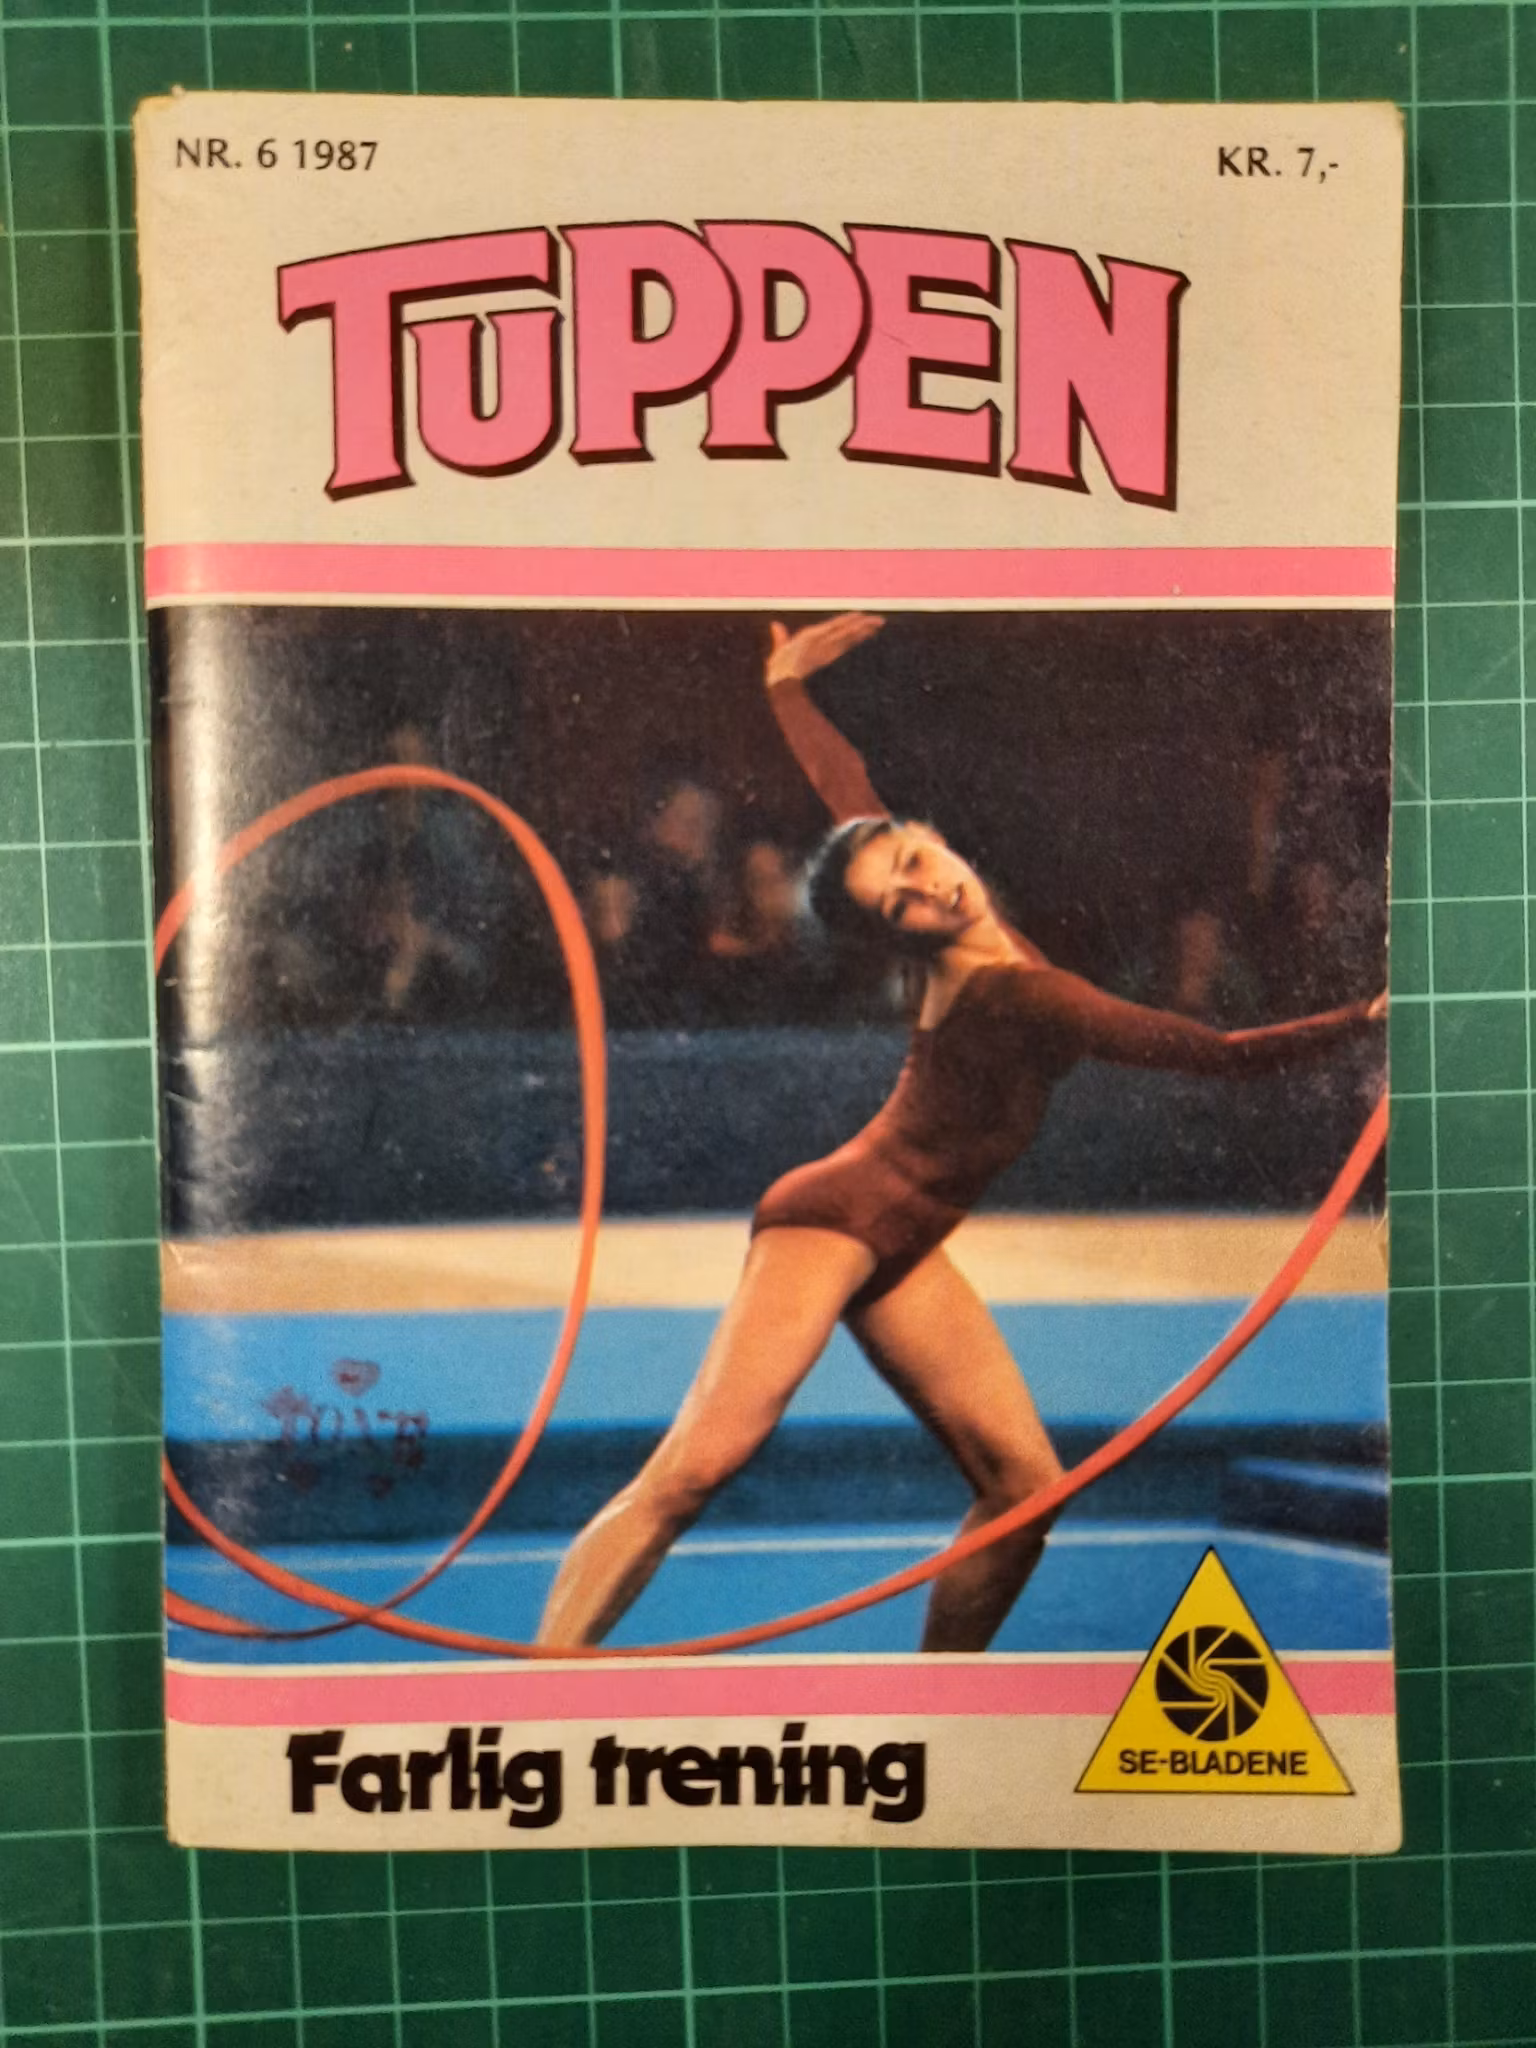 NR. 6 1987
KR. 7,-
TUPPEN
SE-BLADENE
Farlig trening